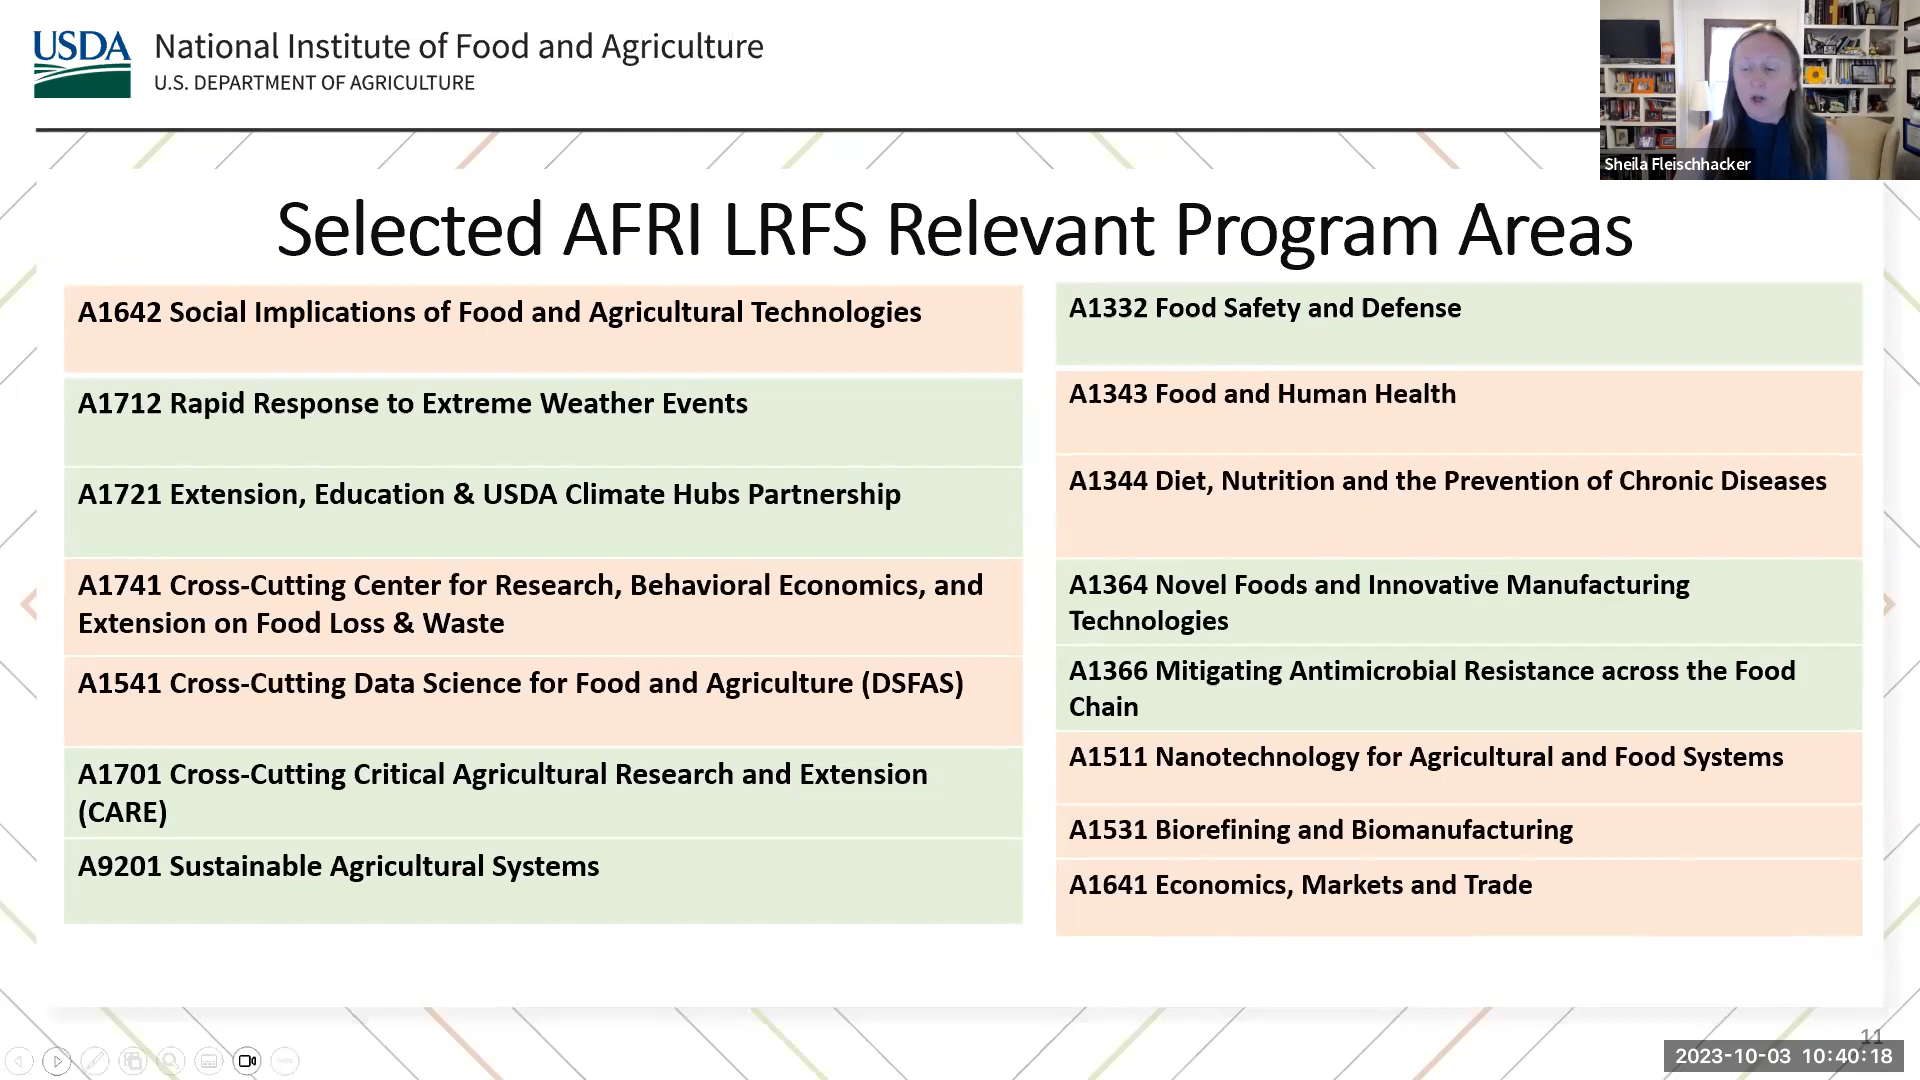 USDA
National Institute of Food and Agriculture
U.S. DEPARTMENT OF AGRICULTURE
Sheila Fleischhacker
Selected AFRI LRFS Relevant Program Areas
A1642 Social Implications of Food and Agricultural Technologies
A1712 Rapid Response to Extreme Weather Events
A1721 Extension, Education & USDA Climate Hubs Partnership
A1741 Cross-Cutting Center for Research, Behavioral Economics, and
Extension on Food Loss & Waste
A1541 Cross-Cutting Data Science for Food and Agriculture (DSFAS)
A1701 Cross-Cutting Critical Agricultural Research and Extension
(CARE)
A9201 Sustainable Agricultural Systems
A1332 Food Safety and Defense
A1343 Food and Human Health
A1344 Diet, Nutrition and the Prevention of Chronic Diseases
A1364 Novel Foods and Innovative Manufacturing
Technologies
A1366 Mitigating Antimicrobial Resistance across the Food
Chain
A1511 Nanotechnology for Agricultural and Food Systems
A1531 Biorefining and Biomanufacturing
A1641 Economics, Markets and Trade
11
2023-10-03 10:40:18